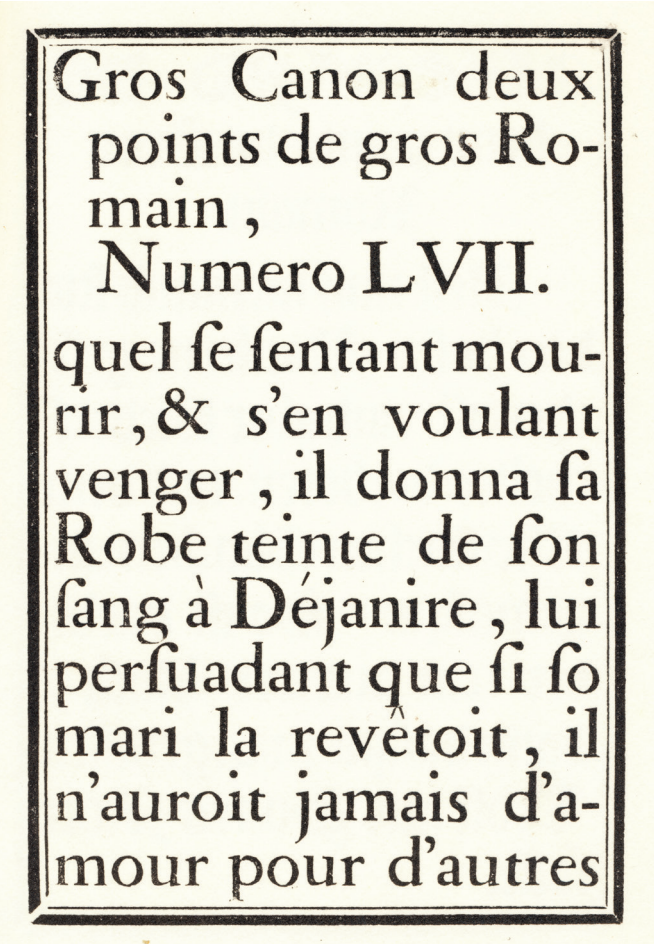 Gros Canon deux
points de gros Ro-
main ,
Numero LVII.
quel ſe ſentant mou-
rir, & s'en voulant
venger , il donna ſa
Robe teinte de ſon
ſang à Déjanire , lui
perſuadant que ſi ſo
mari la revêtoit , il
n'auroit jamais d'a-
mour pour d'autres